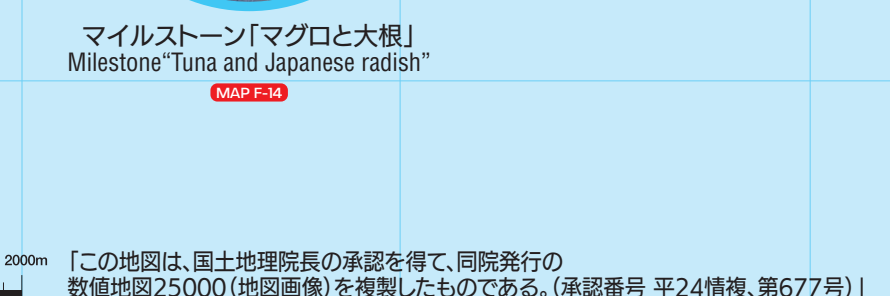 マイルストーン「マグロと大根」
Milestone“Tuna and Japanese radish”
MAP F-14
2000m
「この地図は、国土地理院長の承認を得て、同院発行の
数値地図25000（地図画像）を複製したものである。（承認番号 平24情複、第677号）」